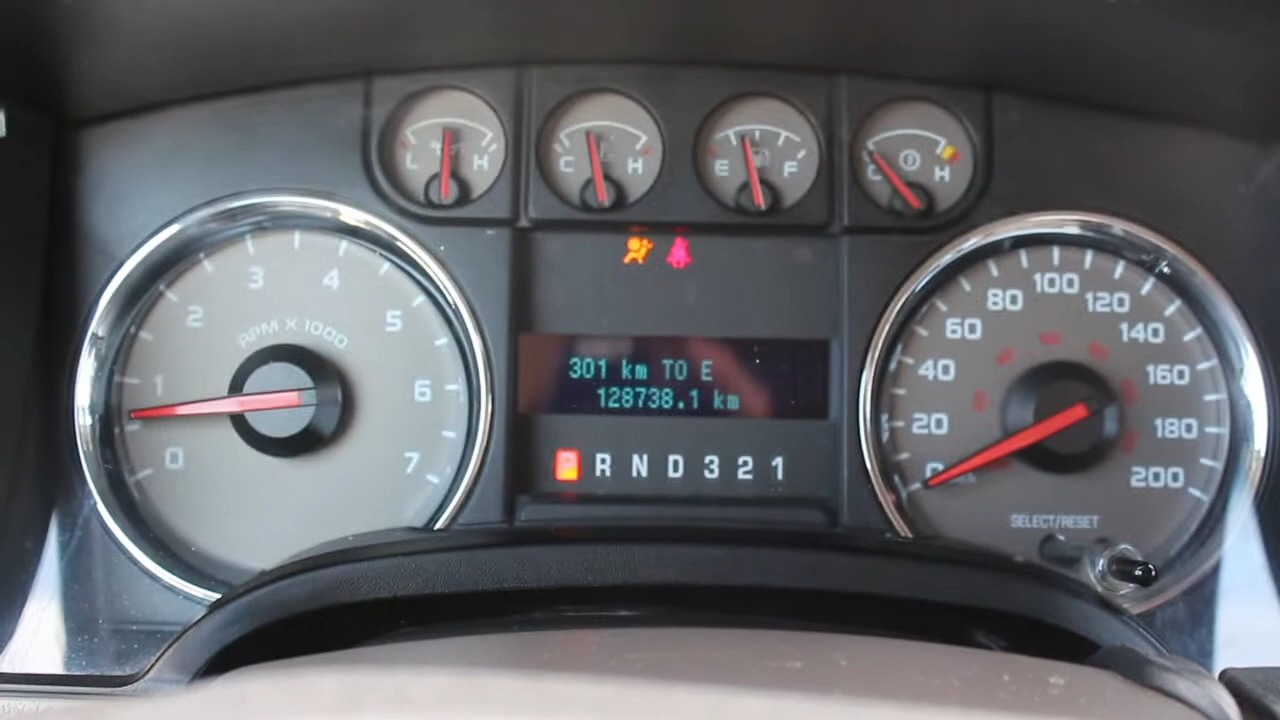 L H
C H
E F
C H
0 1 2 3 4 5 6 7
RPM X 1000
301 km TO E
128738.1 km
P R N D 3 2 1
0 20 40 60 80 100 120 140 160 180 200
SELECT/RESET